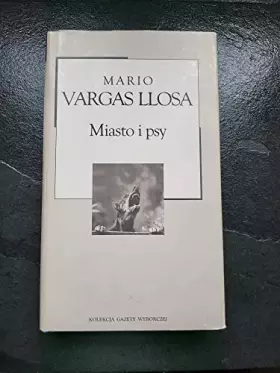 MARIO
VARGAS LLOSA
Miasto i psy
KOLEKCJA GAZETY WYBORCZEJ